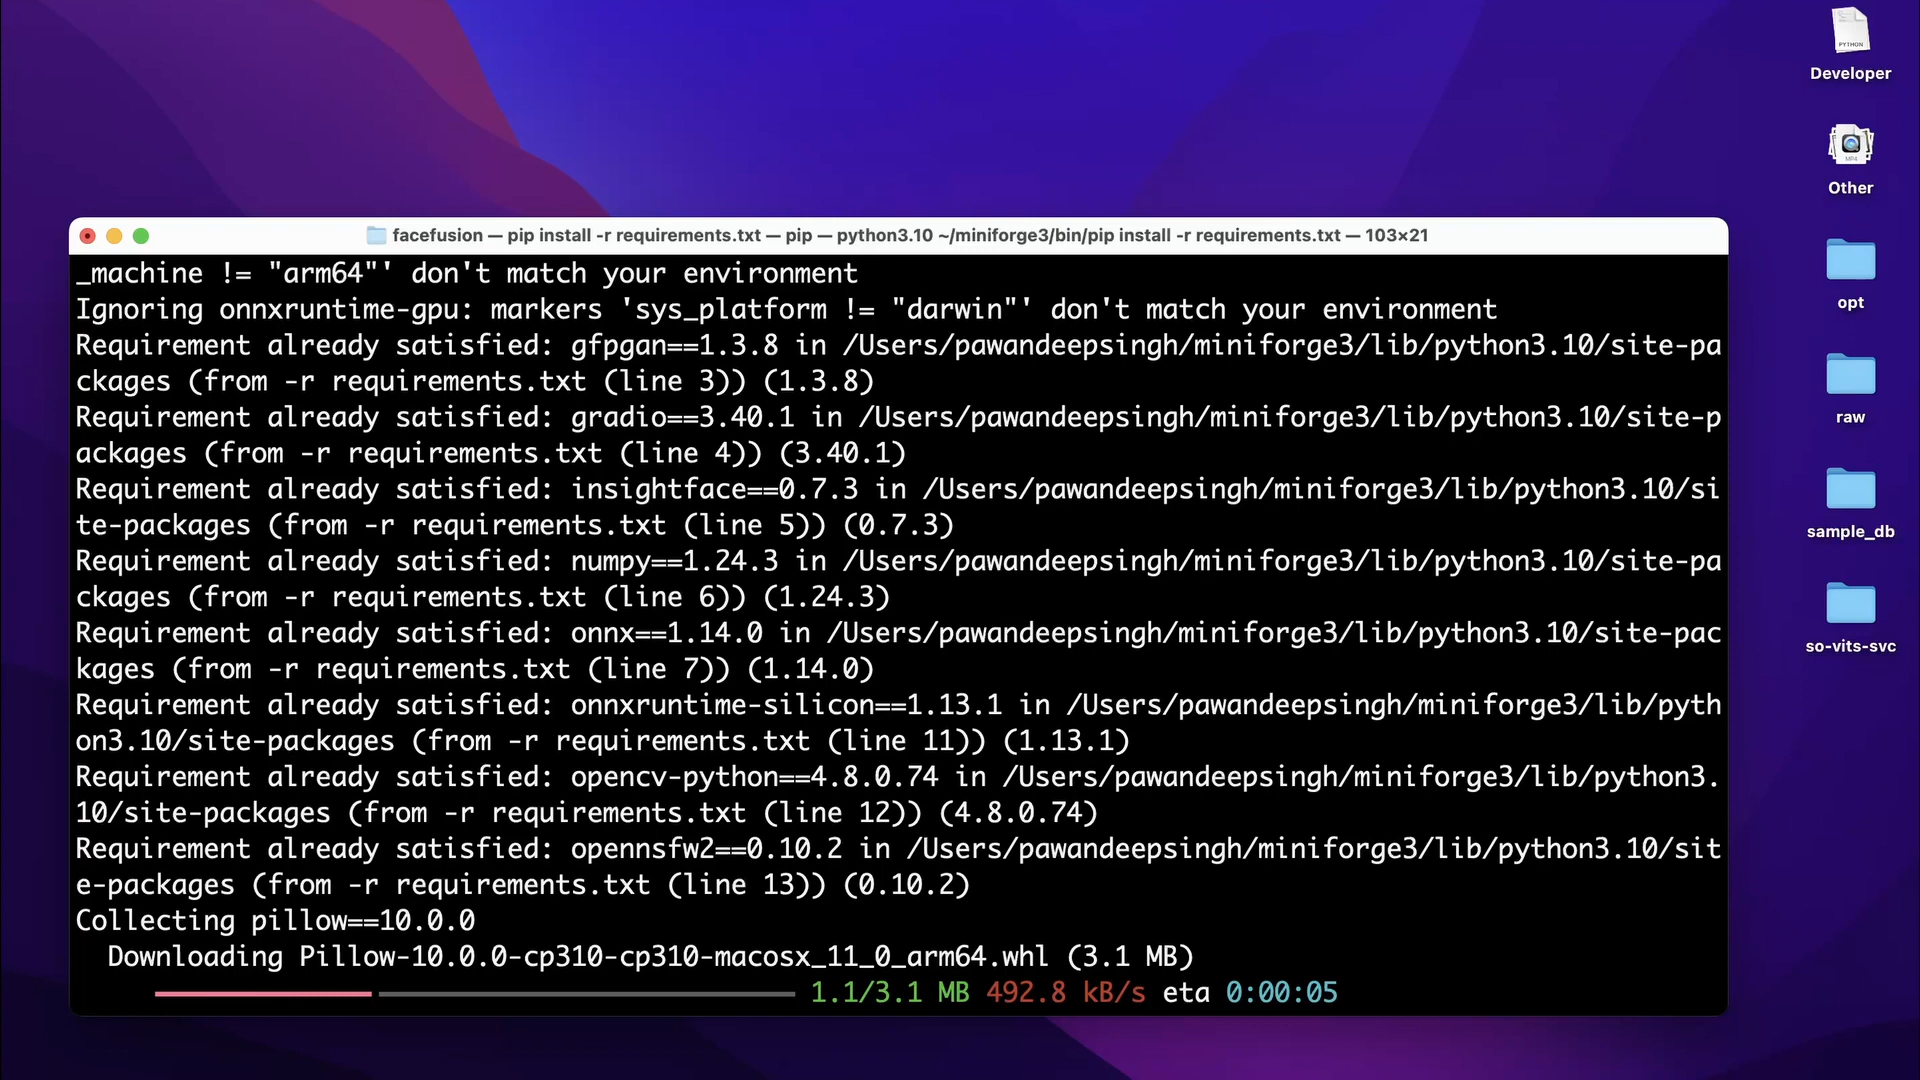 facefusion — pip install -r requirements.txt — pip — python3.10 ~/miniforge3/bin/pip install -r requirements.txt — 103×21
_machine != "arm64"' don't match your environment
Ignoring onnxruntime-gpu: markers 'sys_platform != "darwin"' don't match your environment
Requirement already satisfied: gfpgan==1.3.8 in /Users/pawandeepsingh/miniforge3/lib/python3.10/site-pa
ckages (from -r requirements.txt (line 3)) (1.3.8)
Requirement already satisfied: gradio==3.40.1 in /Users/pawandeepsingh/miniforge3/lib/python3.10/site-p
ackages (from -r requirements.txt (line 4)) (3.40.1)
Requirement already satisfied: insightface==0.7.3 in /Users/pawandeepsingh/miniforge3/lib/python3.10/si
te-packages (from -r requirements.txt (line 5)) (0.7.3)
Requirement already satisfied: numpy==1.24.3 in /Users/pawandeepsingh/miniforge3/lib/python3.10/site-pa
ckages (from -r requirements.txt (line 6)) (1.24.3)
Requirement already satisfied: onnx==1.14.0 in /Users/pawandeepsingh/miniforge3/lib/python3.10/site-pac
kages (from -r requirements.txt (line 7)) (1.14.0)
Requirement already satisfied: onnxruntime-silicon==1.13.1 in /Users/pawandeepsingh/miniforge3/lib/pyth
on3.10/site-packages (from -r requirements.txt (line 11)) (1.13.1)
Requirement already satisfied: opencv-python==4.8.0.74 in /Users/pawandeepsingh/miniforge3/lib/python3.
10/site-packages (from -r requirements.txt (line 12)) (4.8.0.74)
Requirement already satisfied: opennsfw2==0.10.2 in /Users/pawandeepsingh/miniforge3/lib/python3.10/sit
e-packages (from -r requirements.txt (line 13)) (0.10.2)
Collecting pillow==10.0.0
  Downloading Pillow-10.0.0-cp310-cp310-macosx_11_0_arm64.whl (3.1 MB)
1.1/3.1 MB 492.8 kB/s eta 0:00:05
PYTHON
Developer
MP4
Other
opt
raw
sample_db
so-vits-svc